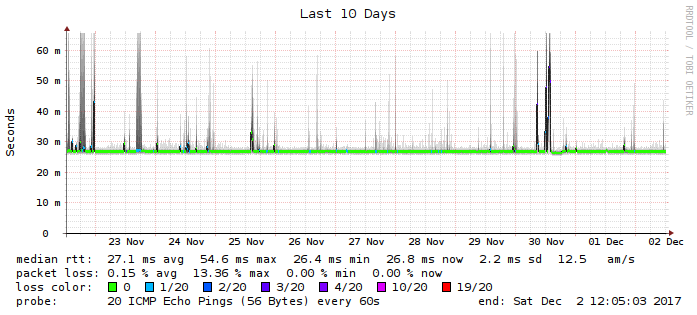 Last 10 Days
RRDTOOL / TOBI OETIKER
Seconds
60 m
50 m
40 m
30 m
20 m
10 m
0
23 Nov 24 Nov 25 Nov 26 Nov 27 Nov 28 Nov 29 Nov 30 Nov 01 Dec 02 Dec
median rtt: 27.1 ms avg 54.6 ms max 26.4 ms min 26.8 ms now 2.2 ms sd 12.5 am/s
packet loss: 0.15 % avg 13.36 % max 0.00 % min 0.00 % now
loss color: 0 1/20 2/20 3/20 4/20 10/20 19/20
probe: 20 ICMP Echo Pings (56 Bytes) every 60s end: Sat Dec 2 12:05:03 2017